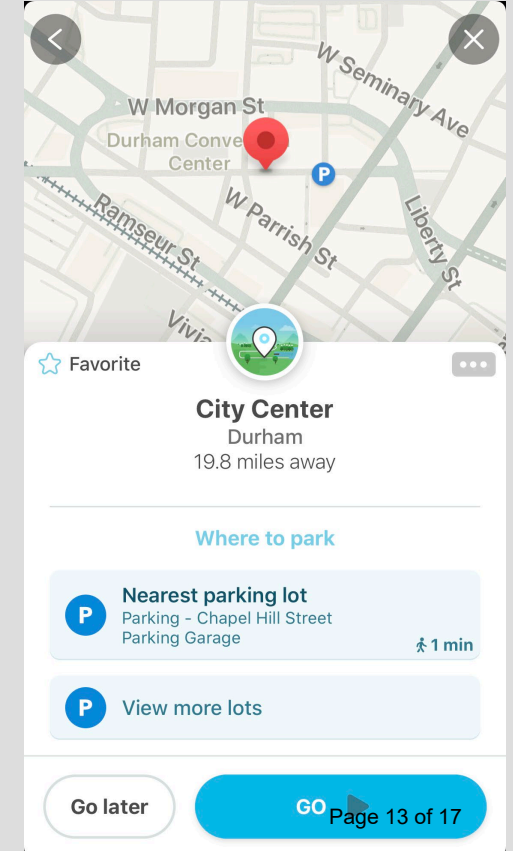 W Seminary Ave
W Morgan St
Durham Conve
Center
P
W Parrish St
Ramseur St
Liberty St
Vivia
Favorite
City Center
Durham
19.8 miles away
Where to park
P
Nearest parking lot
Parking - Chapel Hill Street
Parking Garage
1 min
P
View more lots
Go later
GO
Page 13 of 17